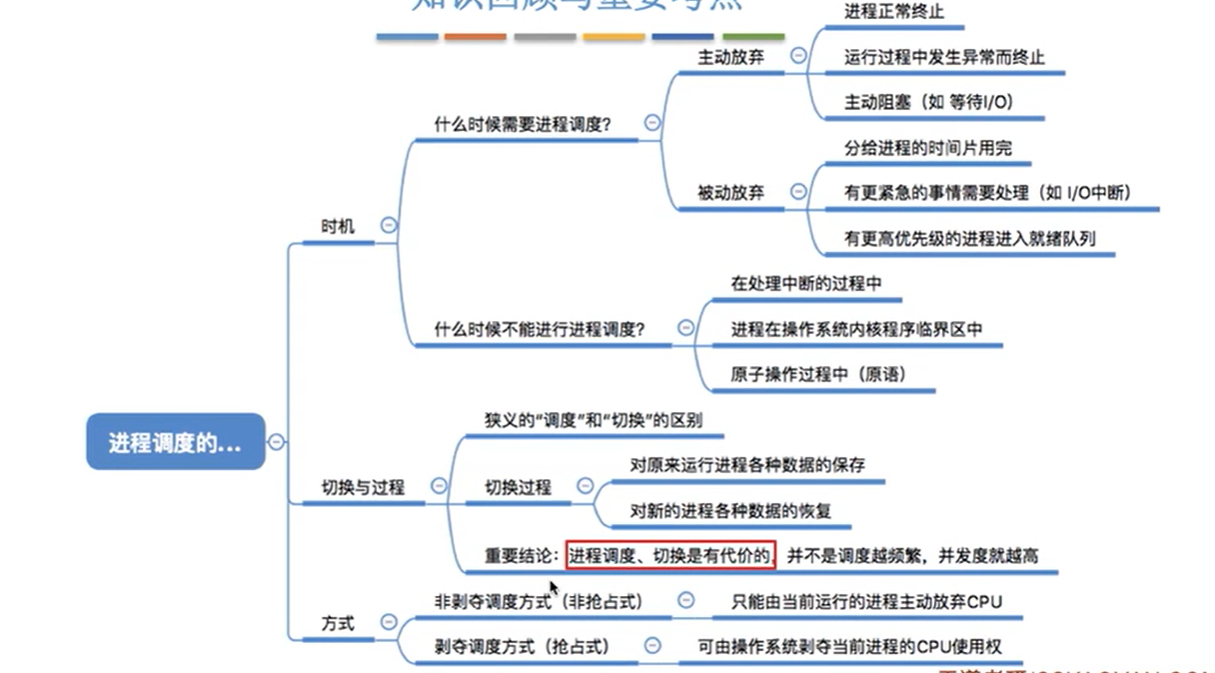 知识回顾与重要考点
进程正常终止
主动放弃
运行过程中发生异常而终止
主动阻塞（如 等待I/O）
什么时候需要进程调度？
分给进程的时间片用完
被动放弃
有更紧急的事情需要处理（如 I/O中断）
有更高优先级的进程进入就绪队列
时机
在处理中断的过程中
什么时候不能进行进程调度？
进程在操作系统内核程序临界区中
原子操作过程中（原语）
进程调度的...
狭义的“调度”和“切换”的区别
切换与过程
切换过程
对原来运行进程各种数据的保存
对新的进程各种数据的恢复
重要结论：进程调度、切换是有代价的，并不是调度越频繁，并发度就越高
方式
非剥夺调度方式（非抢占式）
只能由当前运行的进程主动放弃CPU
剥夺调度方式（抢占式）
可由操作系统剥夺当前进程的CPU使用权